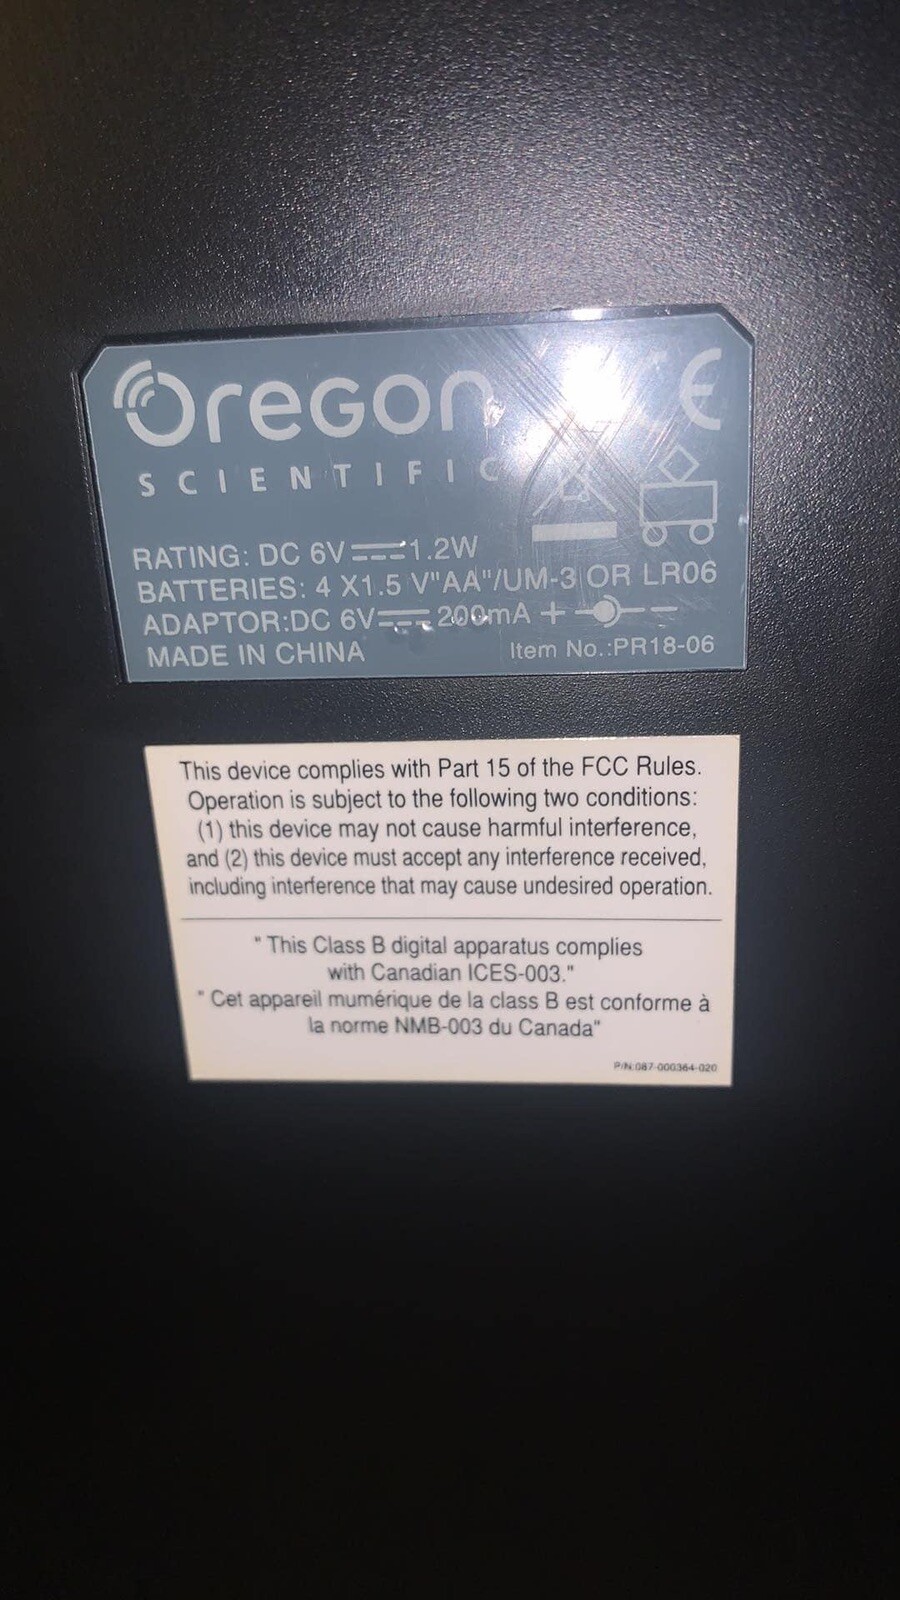 OREGON
SCIENTIFIC
CE
RATING: DC 6V 1.2W
BATTERIES: 4 X1.5 V"AA"/UM-3 OR LR06
ADAPTOR:DC 6V 200mA + −
MADE IN CHINA
Item No.:PR18-06
This device complies with Part 15 of the FCC Rules.
Operation is subject to the following two conditions:
(1) this device may not cause harmful interference,
and (2) this device must accept any interference received,
including interference that may cause undesired operation.
" This Class B digital apparatus complies
with Canadian ICES-003."
" Cet appareil mumérique de la class B est conforme à
la norme NMB-003 du Canada"
P/N:087-000364-020